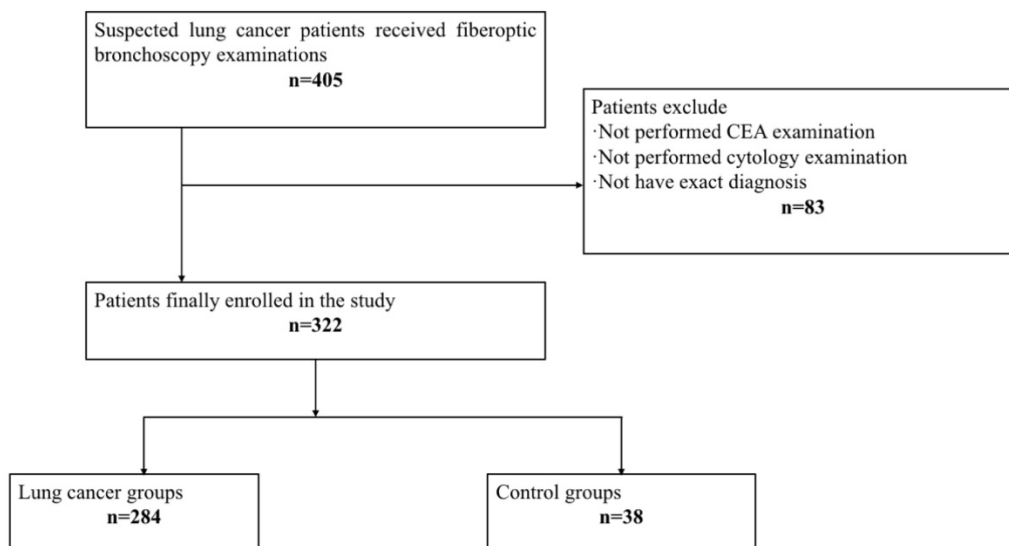 Suspected lung cancer patients received fiberoptic
bronchoscopy examinations
n=405
Patients exclude
·Not performed CEA examination
·Not performed cytology examination
·Not have exact diagnosis
n=83
Patients finally enrolled in the study
n=322
Lung cancer groups
n=284
Control groups
n=38